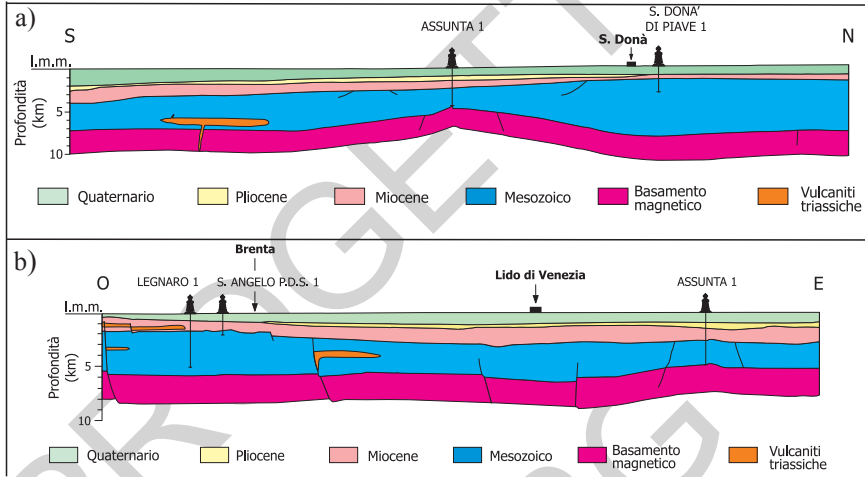 a)
S
ASSUNTA 1
S. Donà
S. DONA'
DI PIAVE 1
N
l.m.m.
Profondità
(km)
5
10
Quaternario
Pliocene
Miocene
Mesozoico
Basamento
magnetico
Vulcaniti
triassiche
b)
O
LEGNARO 1
Brenta
S. ANGELO P.D.S. 1
Lido di Venezia
ASSUNTA 1
E
l.m.m.
Profondità
(km)
5
10
Quaternario
Pliocene
Miocene
Mesozoico
Basamento
magnetico
Vulcaniti
triassiche